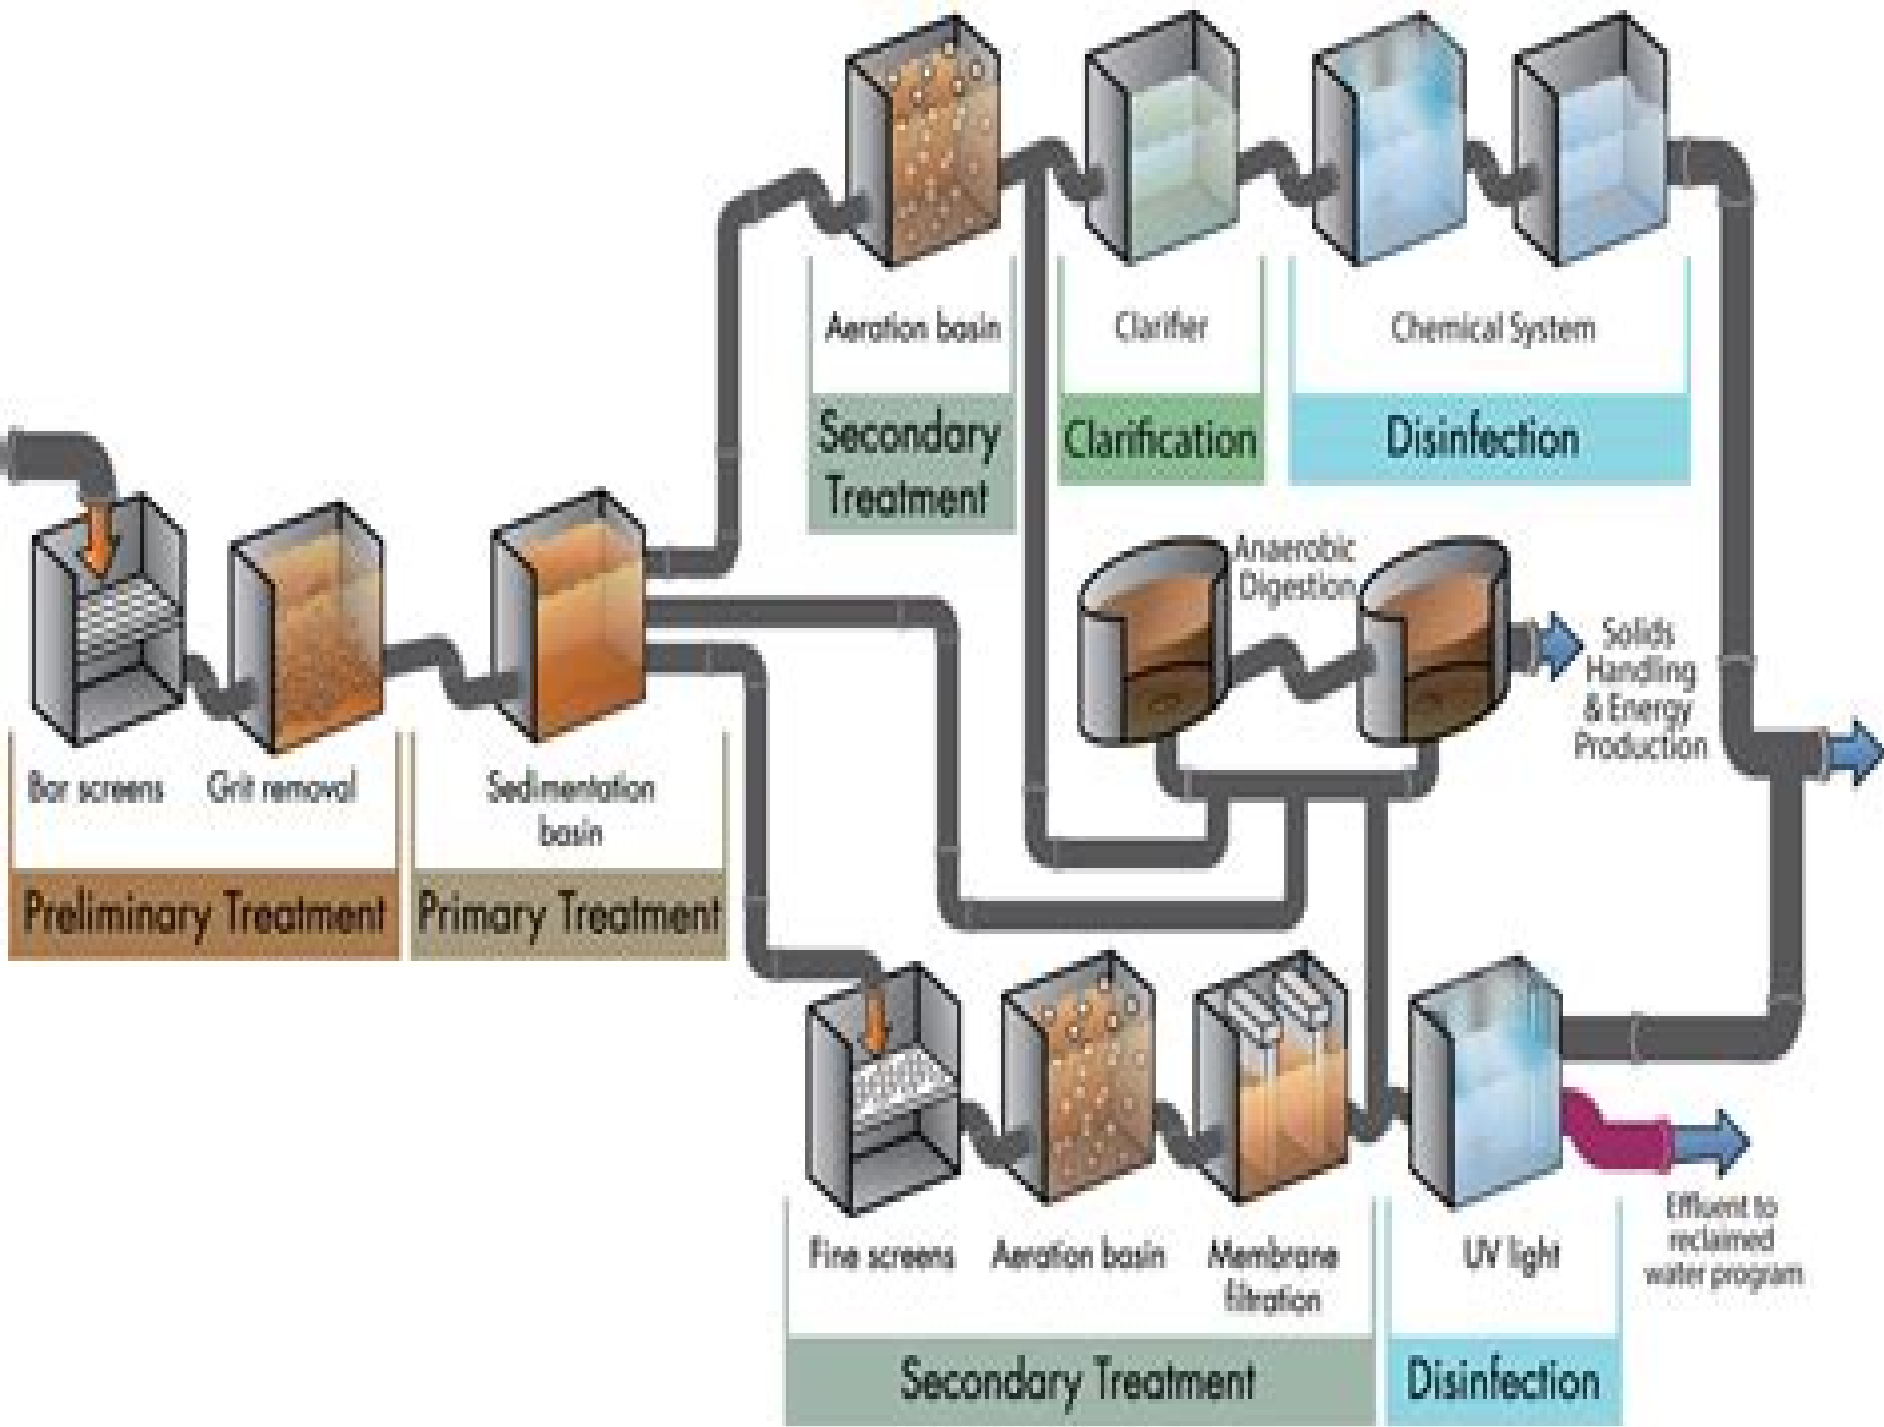 Aeration basin
Clarifier
Chemical System
Secondary
Treatment
Clarification
Disinfection
Anaerobic
Digestion
Solids
Handling
& Energy
Production
Bar screens
Grit removal
Sedimentation
basin
Preliminary Treatment
Primary Treatment
Fine screens
Aeration basin
Membrane
filtration
UV light
Effluent to
reclaimed
water program
Secondary Treatment
Disinfection